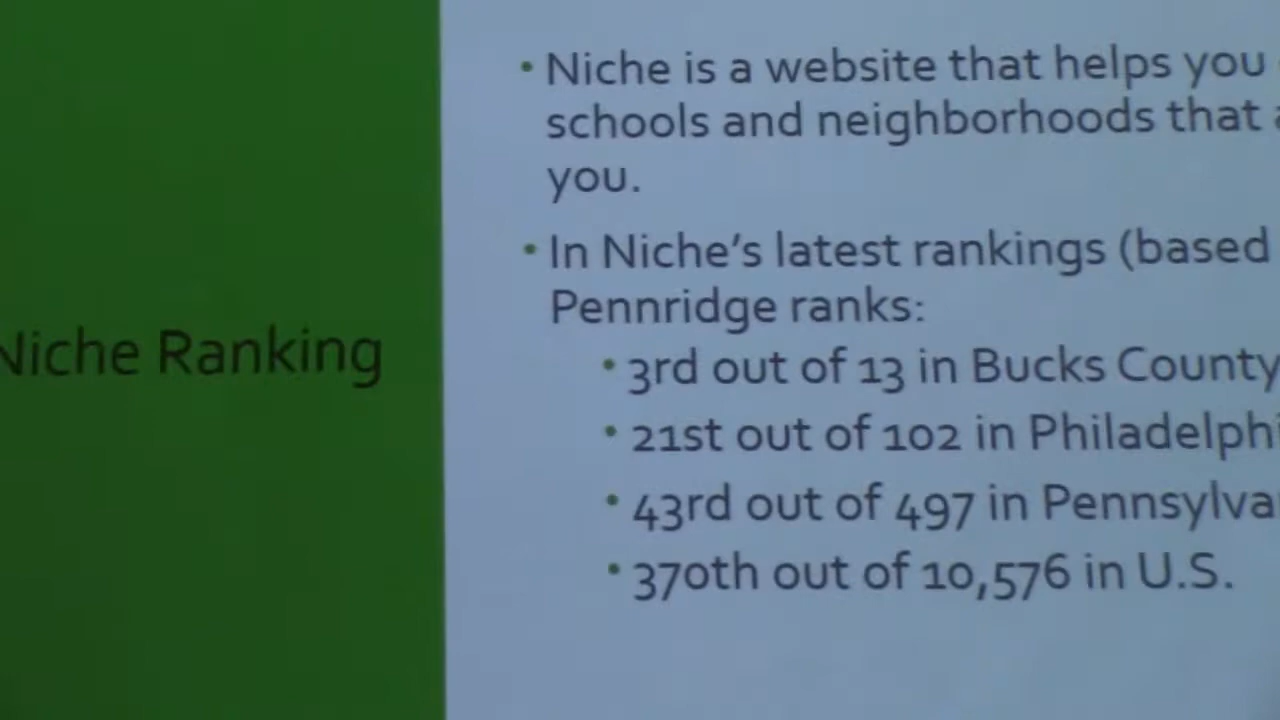 Niche Ranking
• Niche is a website that helps you
schools and neighborhoods that
you.
• In Niche's latest rankings (based
Pennridge ranks:
• 3rd out of 13 in Bucks County
• 21st out of 102 in Philadelphi
• 43rd out of 497 in Pennsylva
• 370th out of 10,576 in U.S.